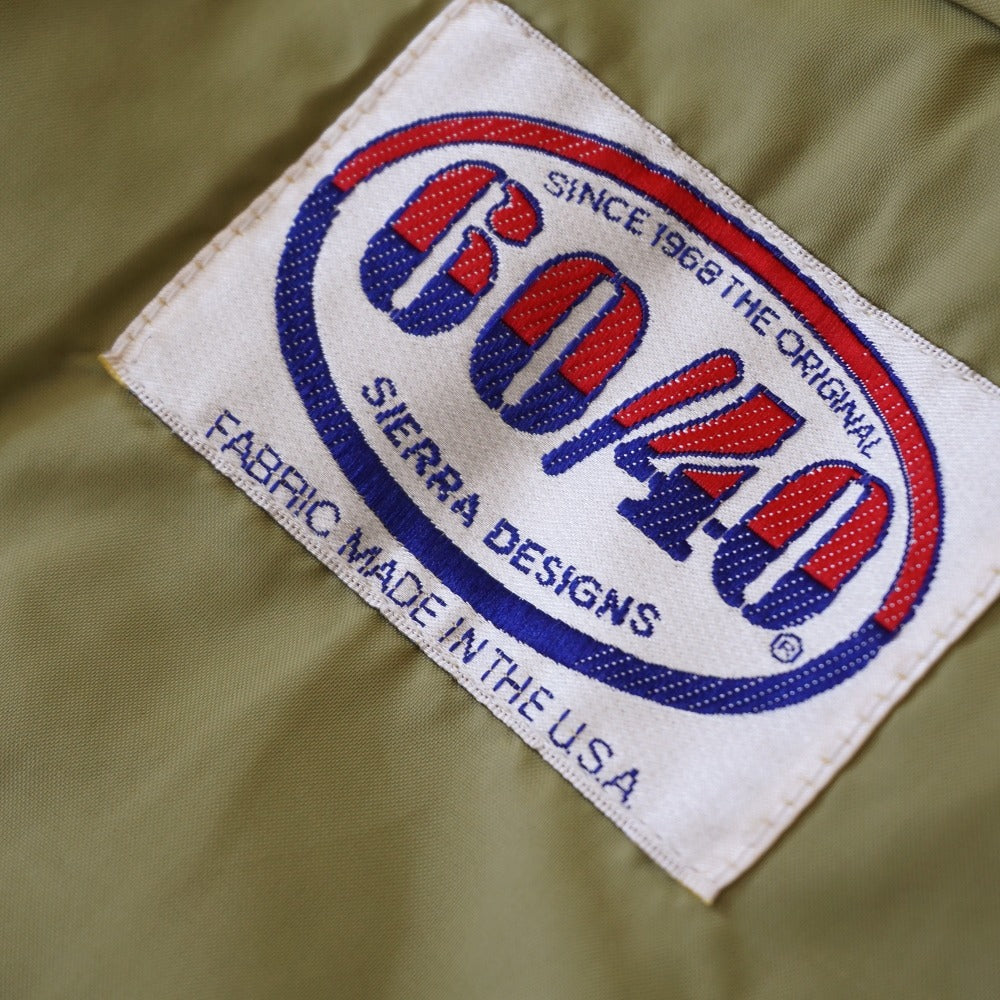 SINCE 1968 THE ORIGINAL
60/40
SIERRA DESIGNS
®
FABRIC MADE IN THE U.S.A